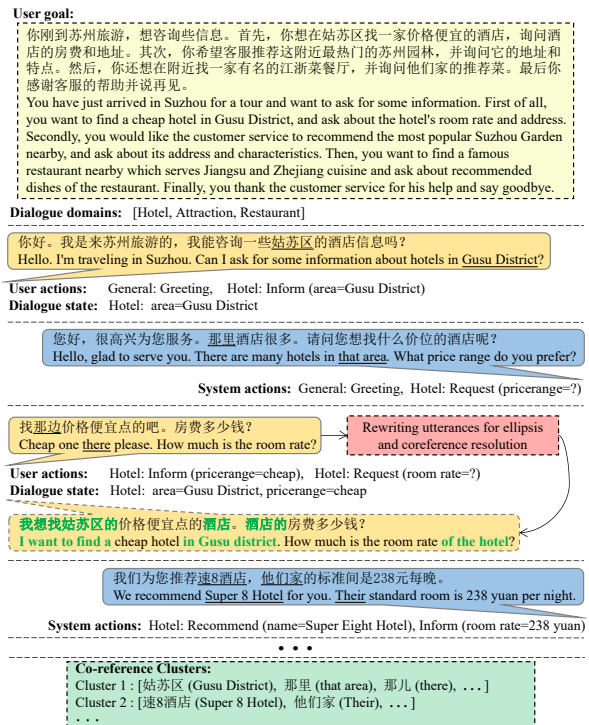 User goal:
你刚到苏州旅游，想咨询些信息。首先，你想在姑苏区找一家价格便宜的酒店，询问酒
店的房费和地址。其次，你希望客服推荐这附近最热门的苏州园林，并询问它的地址和
特点。然后，你还想在附近找一家有名的江浙菜餐厅，并询问他们家的推荐菜。最后你
感谢客服的帮助并说再见。
You have just arrived in Suzhou for a tour and want to ask for some information. First of all,
you want to find a cheap hotel in Gusu District, and ask about the hotel's room rate and address.
Secondly, you would like the customer service to recommend the most popular Suzhou Garden
nearby, and ask about its address and characteristics. Then, you want to find a famous
restaurant nearby which serves Jiangsu and Zhejiang cuisine and ask about recommended
dishes of the restaurant. Finally, you thank the customer service for his help and say goodbye.
Dialogue domains: [Hotel, Attraction, Restaurant]
你好。我是来苏州旅游的，我能咨询一些姑苏区的酒店信息吗？
Hello. I'm traveling in Suzhou. Can I ask for some information about hotels in Gusu District?
User actions: General: Greeting, Hotel: Inform (area=Gusu District)
Dialogue state: Hotel: area=Gusu District
您好，很高兴为您服务。那里酒店很多。请问您想找什么价位的酒店呢？
Hello, glad to serve you. There are many hotels in that area. What price range do you prefer?
System actions: General: Greeting, Hotel: Request (pricerange=?)
找那边价格便宜点的吧。房费多少钱？
Cheap one there please. How much is the room rate?
Rewriting utterances for ellipsis
and coreference resolution
User actions: Hotel: Inform (pricerange=cheap), Hotel: Request (room rate=?)
Dialogue state: Hotel: area=Gusu District, pricerange=cheap
我想找姑苏区的价格便宜点的酒店。酒店的房费多少钱？
I want to find a cheap hotel in Gusu district. How much is the room rate of the hotel?
我们为您推荐速8酒店，他们家的标准间是238元每晚。
We recommend Super 8 Hotel for you. Their standard room is 238 yuan per night.
System actions: Hotel: Recommend (name=Super Eight Hotel), Inform (room rate=238 yuan)
• • •
Co-reference Clusters:
Cluster 1 : [姑苏区 (Gusu District), 那里 (that area), 那儿 (there), ...]
Cluster 2 : [速8酒店 (Super 8 Hotel), 他们家 (Their), ...]
...